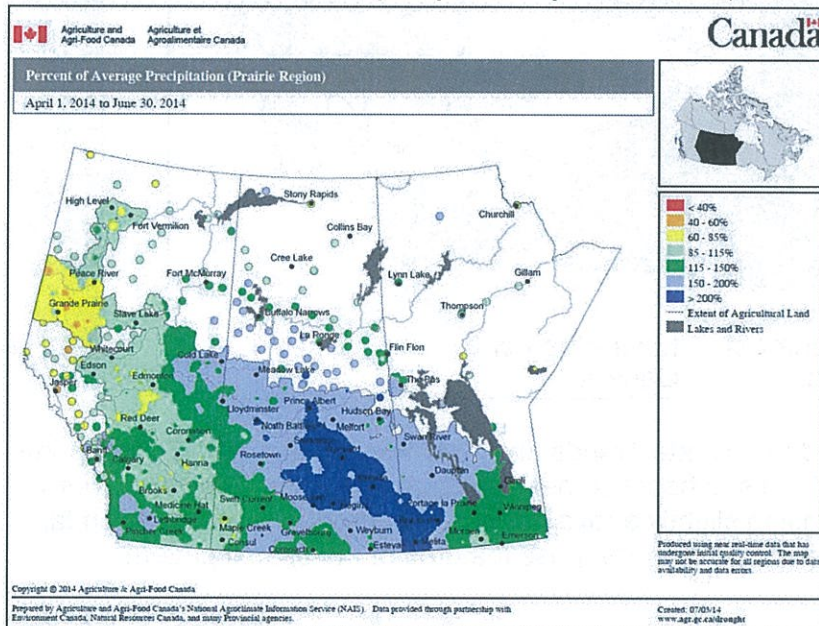 Agriculture and
Agri-Food Canada
Agriculture et
Agroalimentaire Canada
Canada
Percent of Average Precipitation (Prairie Region)
April 1, 2014 to June 30, 2014
High Level
Fort Vermilion
Stony Rapids
Collins Bay
Churchill
Peace River
Fort McMurray
Cree Lake
Lynn Lake
Gillam
Grande Prairie
Slave Lake
Buffalo Narrows
Thompson
La Ronge
Whitecourt
Flin Flon
Edson
Cold Lake
Meadow Lake
Jasper
Edmonton
The Pas
Lloydminster
Prince Albert
Hudson Bay
Red Deer
North Battleford
Melfort
Swan River
Coronation
Banff
Rosetown
Dauphin
Calgary
Hanna
Gimli
Brooks
Swift Current
Moose Jaw
Regina
Portage la Prairie
Winnipeg
Medicine Hat
Lethbridge
Maple Creek
Gravelbourg
Weyburn
Morden
Pincher Creek
Consul
Coronach
Estevan
Melita
Emerson
< 40%
40 - 60%
60 - 85%
85 - 115%
115 - 150%
150 - 200%
> 200%
Extent of Agricultural Land
Lakes and Rivers
Produced using near real-time data that has
undergone initial quality control. The map
may not be accurate for all regions due to data
availability and data errors.
Copyright © 2014 Agriculture & Agri-Food Canada
Prepared by Agriculture and Agri-Food Canada's National Agroclimate Information Service (NAIS). Data provided through partnership with
Environment Canada, Natural Resources Canada, and many Provincial agencies.
Created: 07/03/14
www.agr.gc.ca/drought